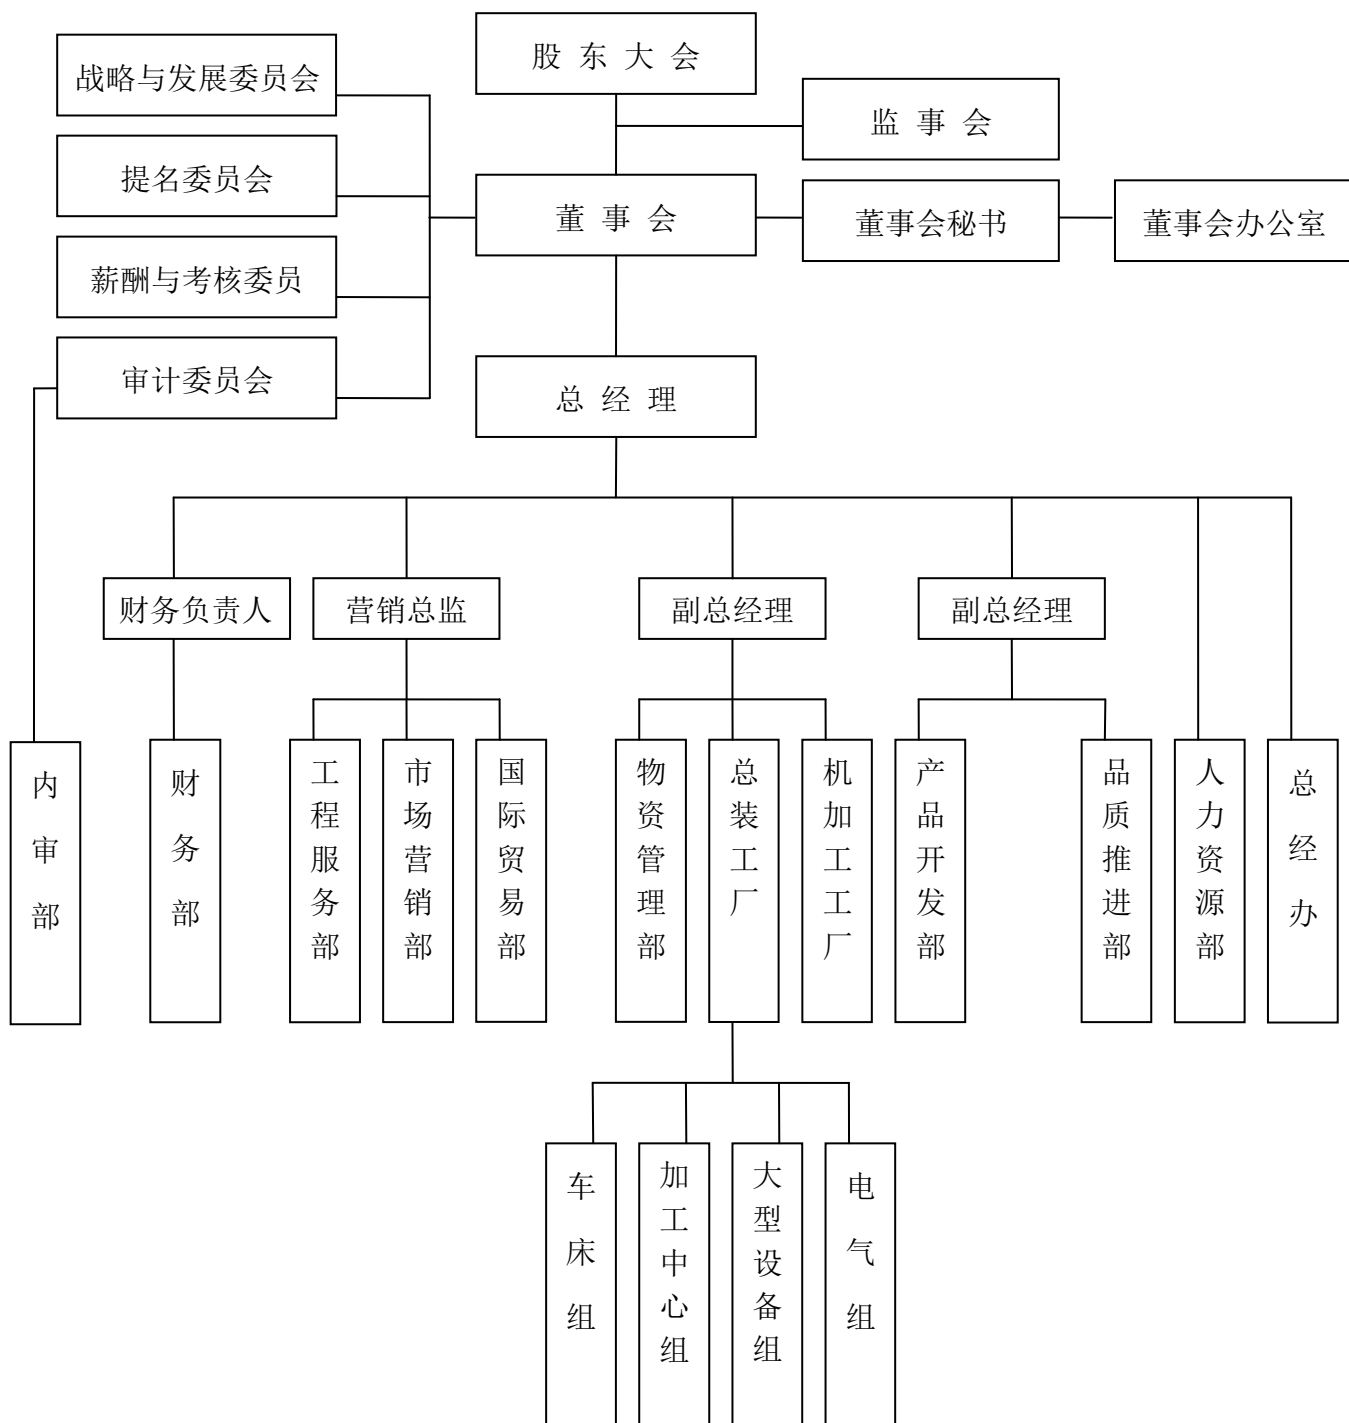 股东大会
战略与发展委员会
监事会
提名委员会
董事会
董事会秘书
董事会办公室
薪酬与考核委员
审计委员会
总经理
财务负责人
营销总监
副总经理
副总经理
内审部
财务部
工程服务部
市场营销部
国际贸易部
物资管理部
总装工厂
机加工工厂
产品开发部
品质推进部
人力资源部
总经办
车床组
加工中心组
大型设备组
电气组